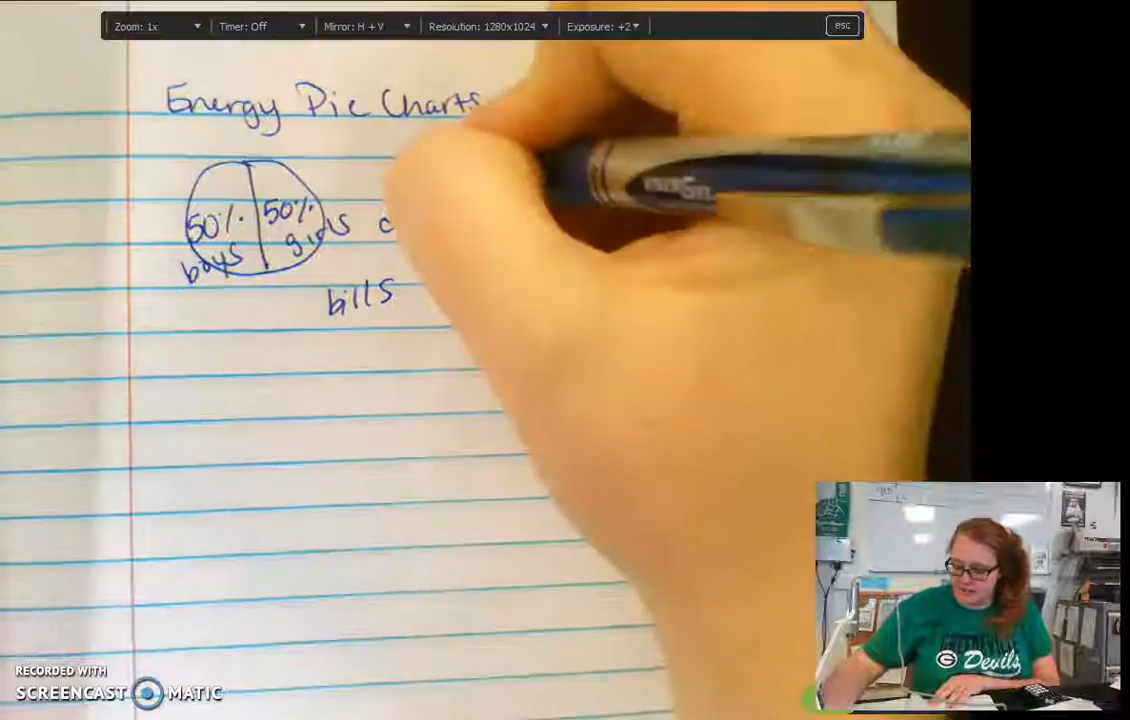 Zoom: 1x Timer: Off Mirror: H + V Resolution: 1280x1024 Exposure: +2 esc
Energy Pie Charts
50% 50%
boys girls c
bills
RECORDED WITH
SCREENCAST MATIC
GREENVILLE
G Devils